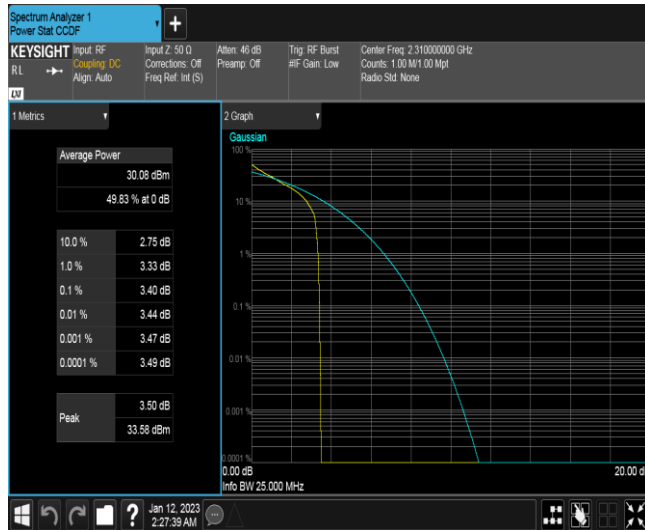 Spectrum Analyzer 1
Power Stat CCDF
+
KEYSIGHT
RL
LXI
Input: RF
Coupling: DC
Align: Auto
Input Z: 50 Ω
Corrections: Off
Freq Ref: Int (S)
Atten: 46 dB
Preamp: Off
Trig: RF Burst
#IF Gain: Low
Center Freq: 2.310000000 GHz
Counts: 1.00 M/1.00 Mpt
Radio Std: None
1 Metrics
Average Power
30.08 dBm
49.83 % at 0 dB
10.0 % 2.75 dB
1.0 % 3.33 dB
0.1 % 3.40 dB
0.01 % 3.44 dB
0.001 % 3.47 dB
0.0001 % 3.49 dB
Peak
3.50 dB
33.58 dBm
2 Graph
Gaussian
100 %
10 %
1 %
0.1 %
0.01 %
0.001 %
0.0001 %
0.00 dB
20.00 d
Info BW 25.000 MHz
?
Jan 12, 2023
2:27:39 AM